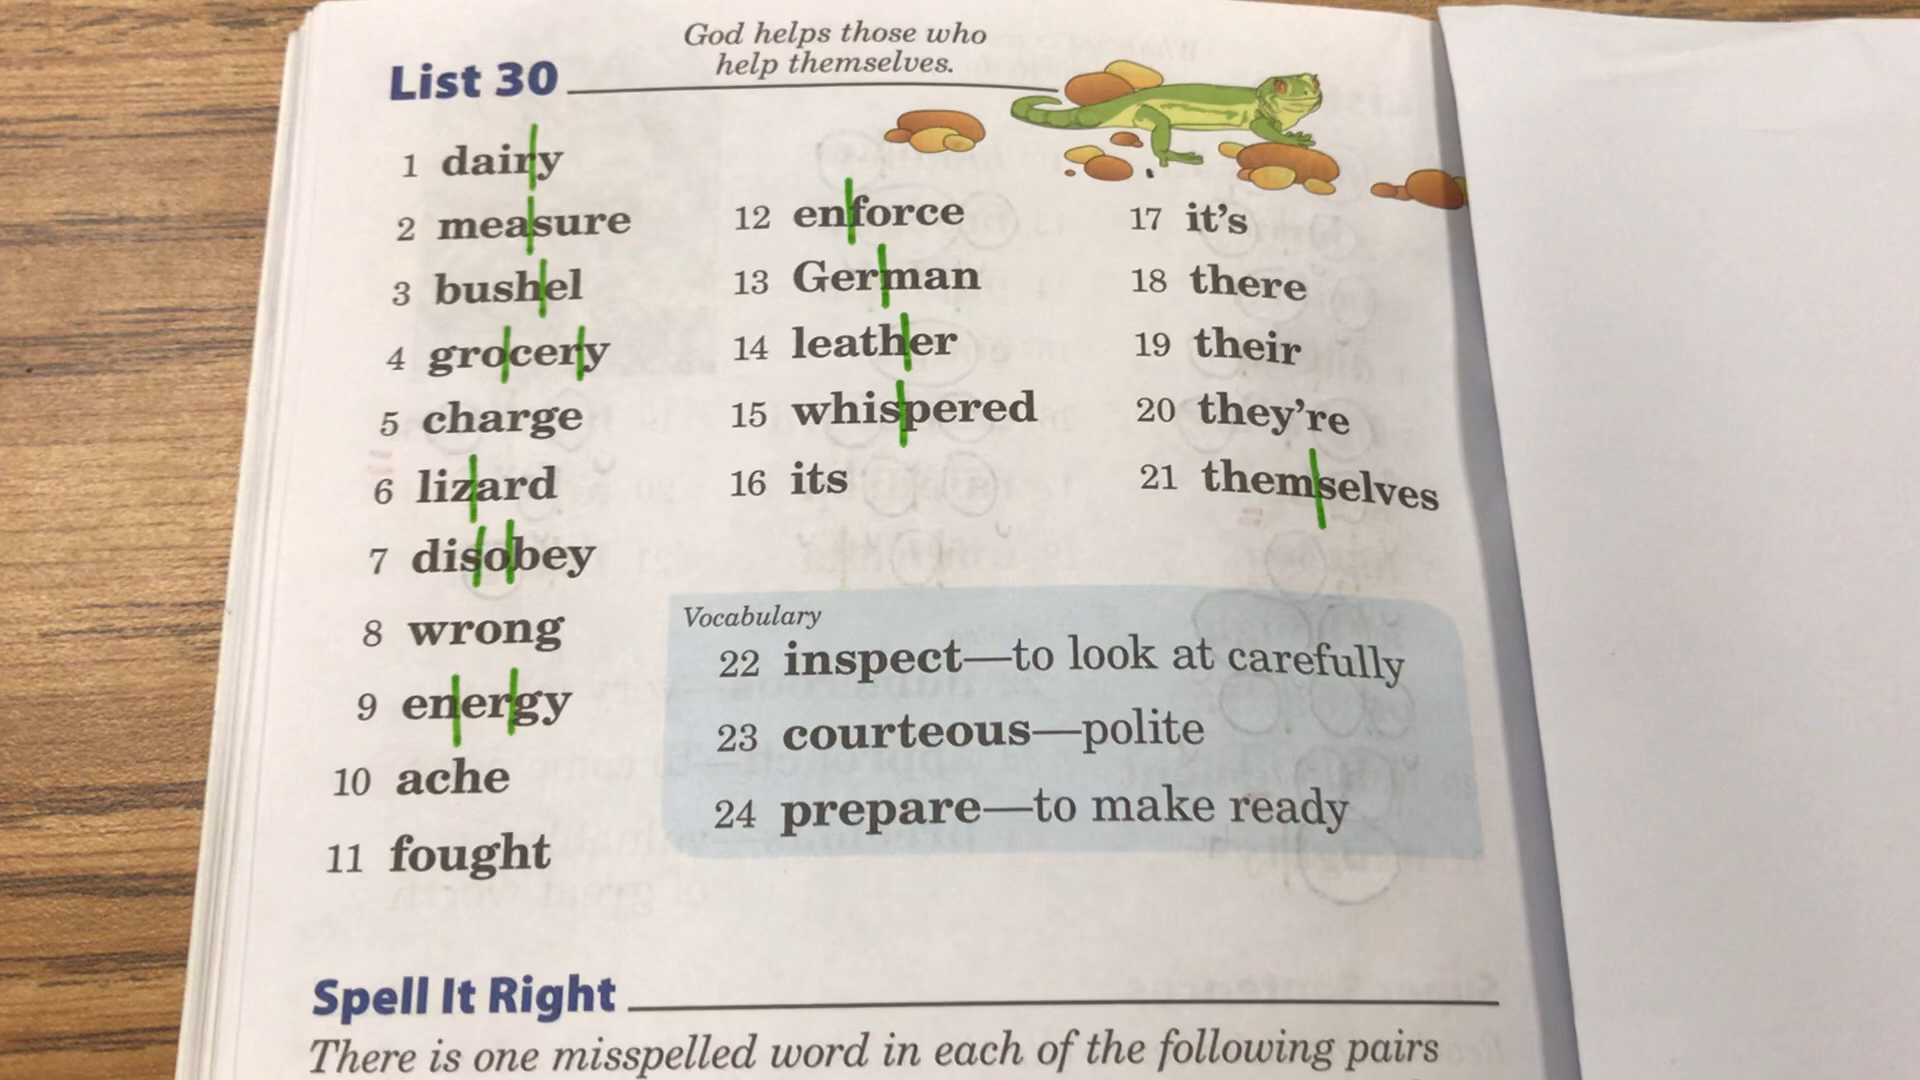 God helps those who
help themselves.
List 30
1 dairy
2 measure
3 bushel
4 grocery
5 charge
6 lizard
7 disobey
8 wrong
9 energy
10 ache
11 fought
12 enforce
13 German
14 leather
15 whispered
16 its
17 it's
18 there
19 their
20 they're
21 themselves
Vocabulary
22 inspect—to look at carefully
23 courteous—polite
24 prepare—to make ready
Spell It Right
There is one misspelled word in each of the following pairs